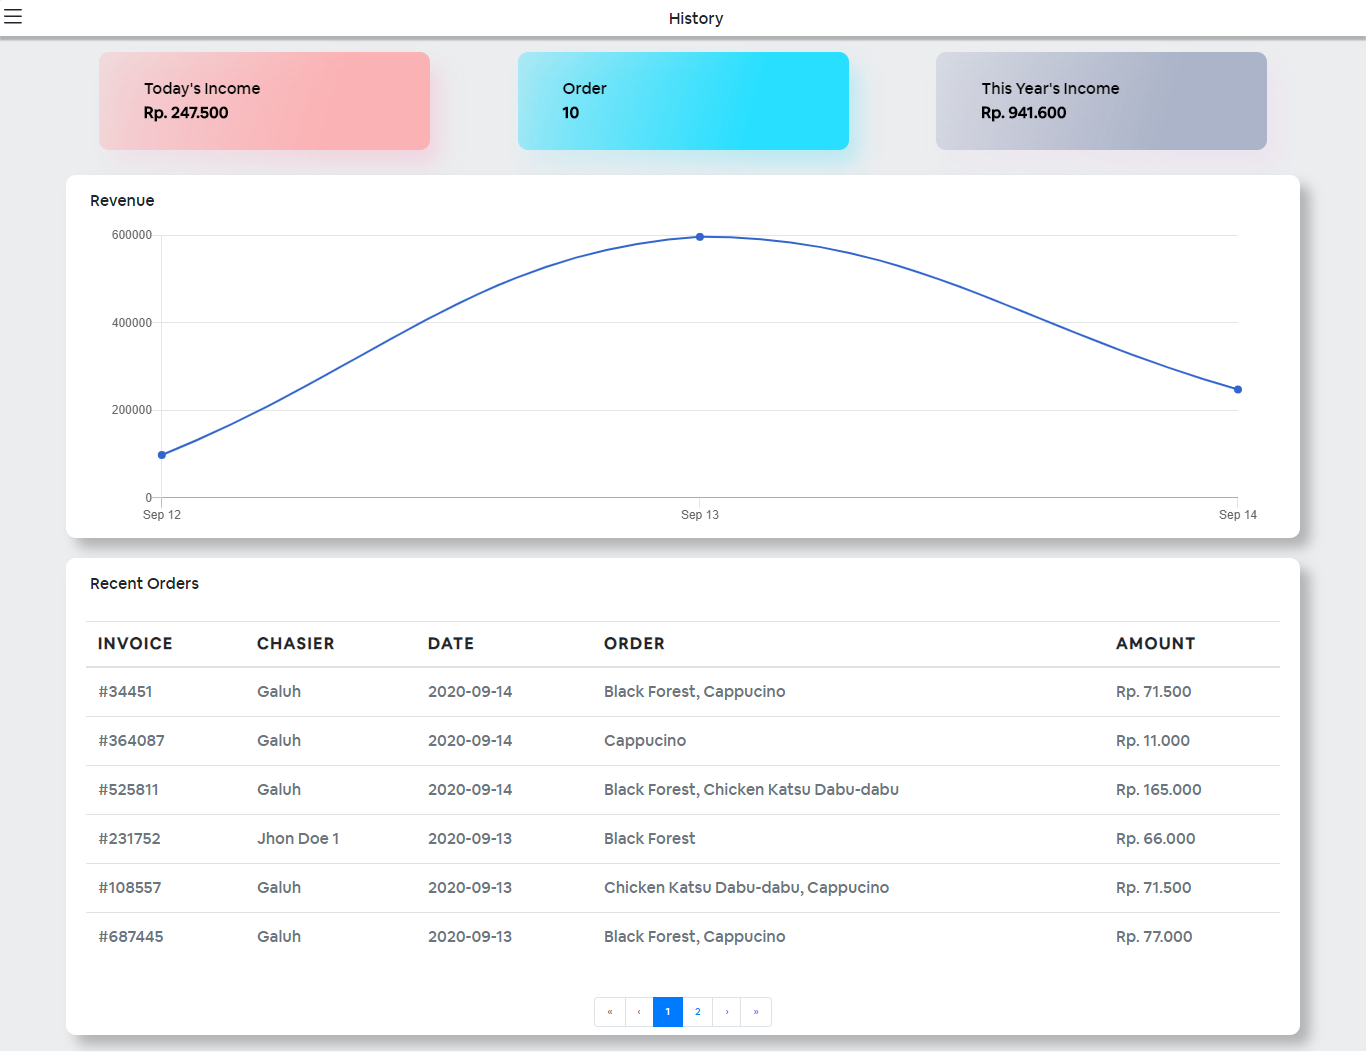 History
Today's Income
Rp. 247.500
Order
10
This Year's Income
Rp. 941.600
Revenue
600000
400000
200000
0
Sep 12 Sep 13 Sep 14
Recent Orders
INVOICE CHASIER DATE ORDER AMOUNT
#34451 Galuh 2020-09-14 Black Forest, Cappucino Rp. 71.500
#364087 Galuh 2020-09-14 Cappucino Rp. 11.000
#525811 Galuh 2020-09-14 Black Forest, Chicken Katsu Dabu-dabu Rp. 165.000
#231752 Jhon Doe 1 2020-09-13 Black Forest Rp. 66.000
#108557 Galuh 2020-09-13 Chicken Katsu Dabu-dabu, Cappucino Rp. 71.500
#687445 Galuh 2020-09-13 Black Forest, Cappucino Rp. 77.000
« ‹ 1 2 › »